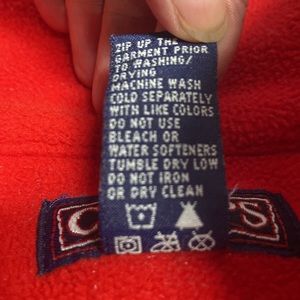 ZIP UP THE
GARMENT PRIOR
TO WASHING/
DRYING
MACHINE WASH
COLD SEPARATELY
WITH LIKE COLORS
DO NOT USE
BLEACH OR
WATER SOFTENERS
TUMBLE DRY LOW
DO NOT IRON
OR DRY CLEAN